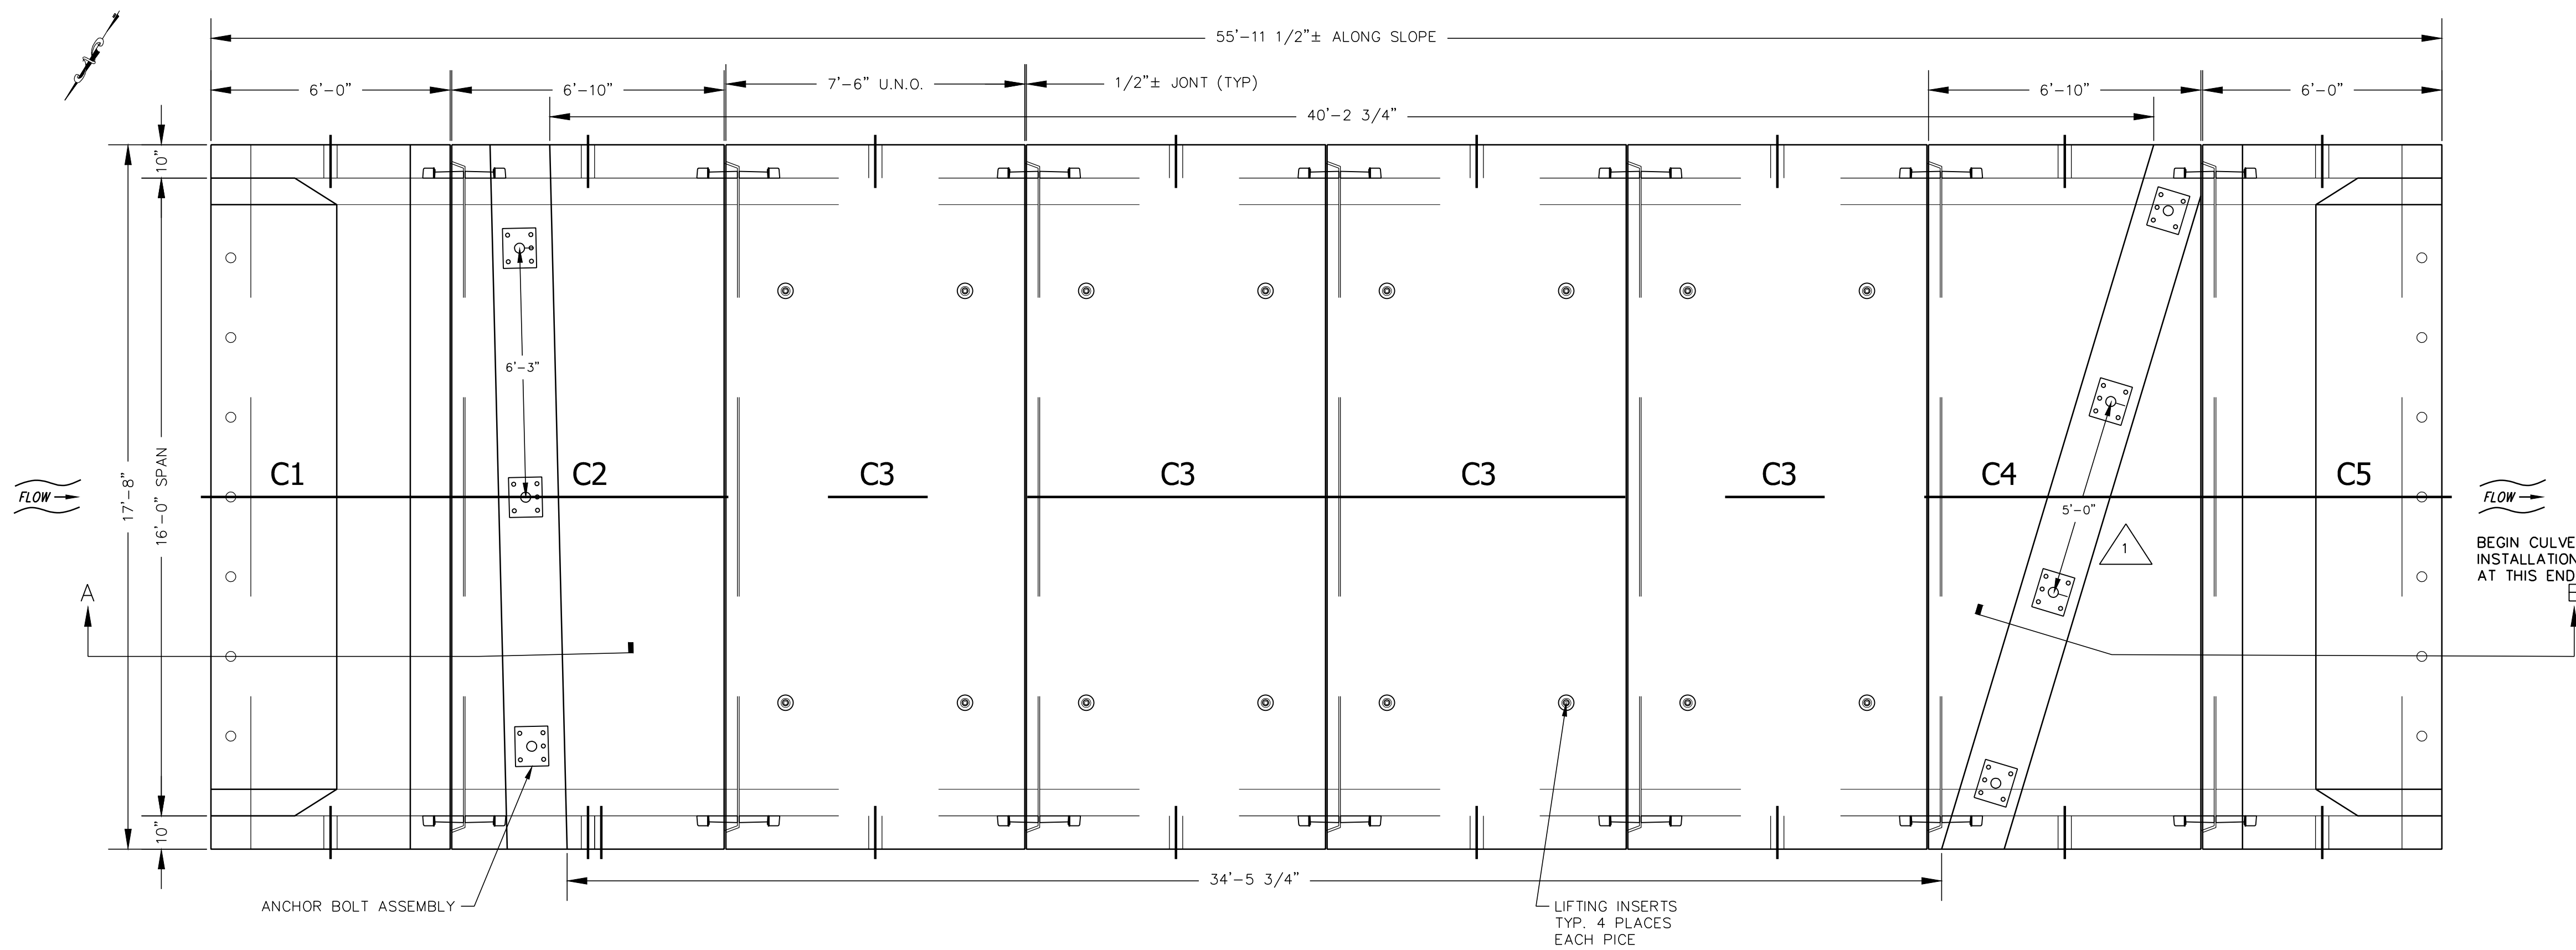 55'-11 1/2"± ALONG SLOPE
6'-0"
6'-10"
7'-6" U.N.O.
1/2"± JONT (TYP)
6'-10"
6'-0"
40'-2 3/4"
10"
17'-8"
16'-0" SPAN
10"
6'-3"
C1
C2
C3
C3
C3
C3
C4
C5
FLOW
FLOW
5'-0"
1
BEGIN CULVE
INSTALLATION
AT THIS END
A
34'-5 3/4"
ANCHOR BOLT ASSEMBLY
LIFTING INSERTS
TYP. 4 PLACES
EACH PICE